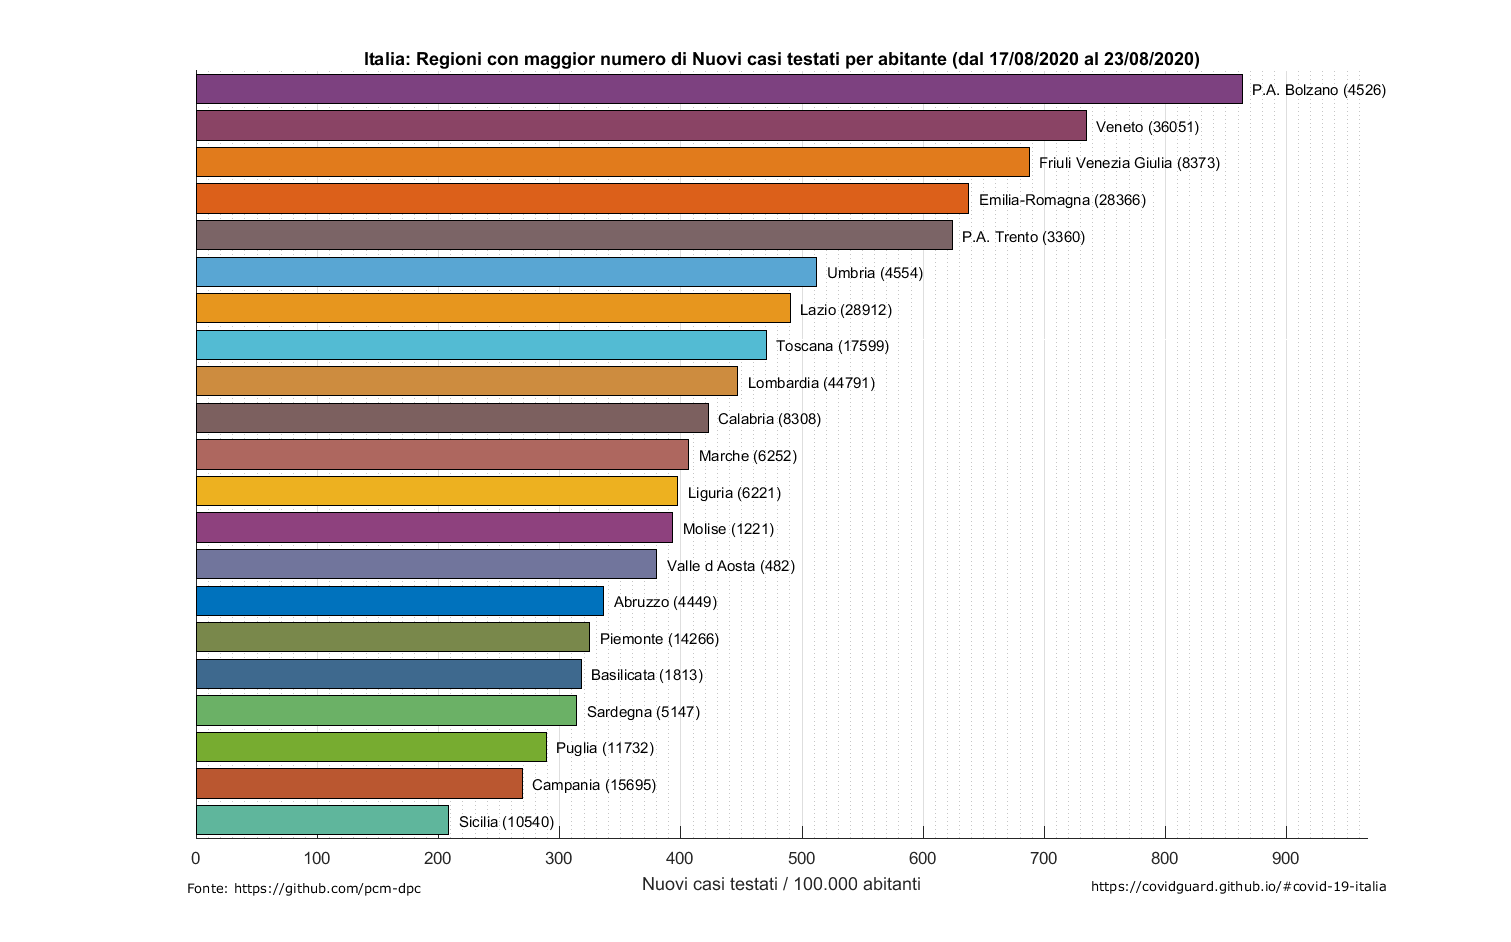 Italia: Regioni con maggior numero di Nuovi casi testati per abitante (dal 17/08/2020 al 23/08/2020)
P.A. Bolzano (4526)
Veneto (36051)
Friuli Venezia Giulia (8373)
Emilia-Romagna (28366)
P.A. Trento (3360)
Umbria (4554)
Lazio (28912)
Toscana (17599)
Lombardia (44791)
Calabria (8308)
Marche (6252)
Liguria (6221)
Molise (1221)
Valle d Aosta (482)
Abruzzo (4449)
Piemonte (14266)
Basilicata (1813)
Sardegna (5147)
Puglia (11732)
Campania (15695)
Sicilia (10540)
0 100 200 300 400 500 600 700 800 900
Nuovi casi testati / 100.000 abitanti
Fonte: https://github.com/pcm-dpc
https://covidguard.github.io/#covid-19-italia